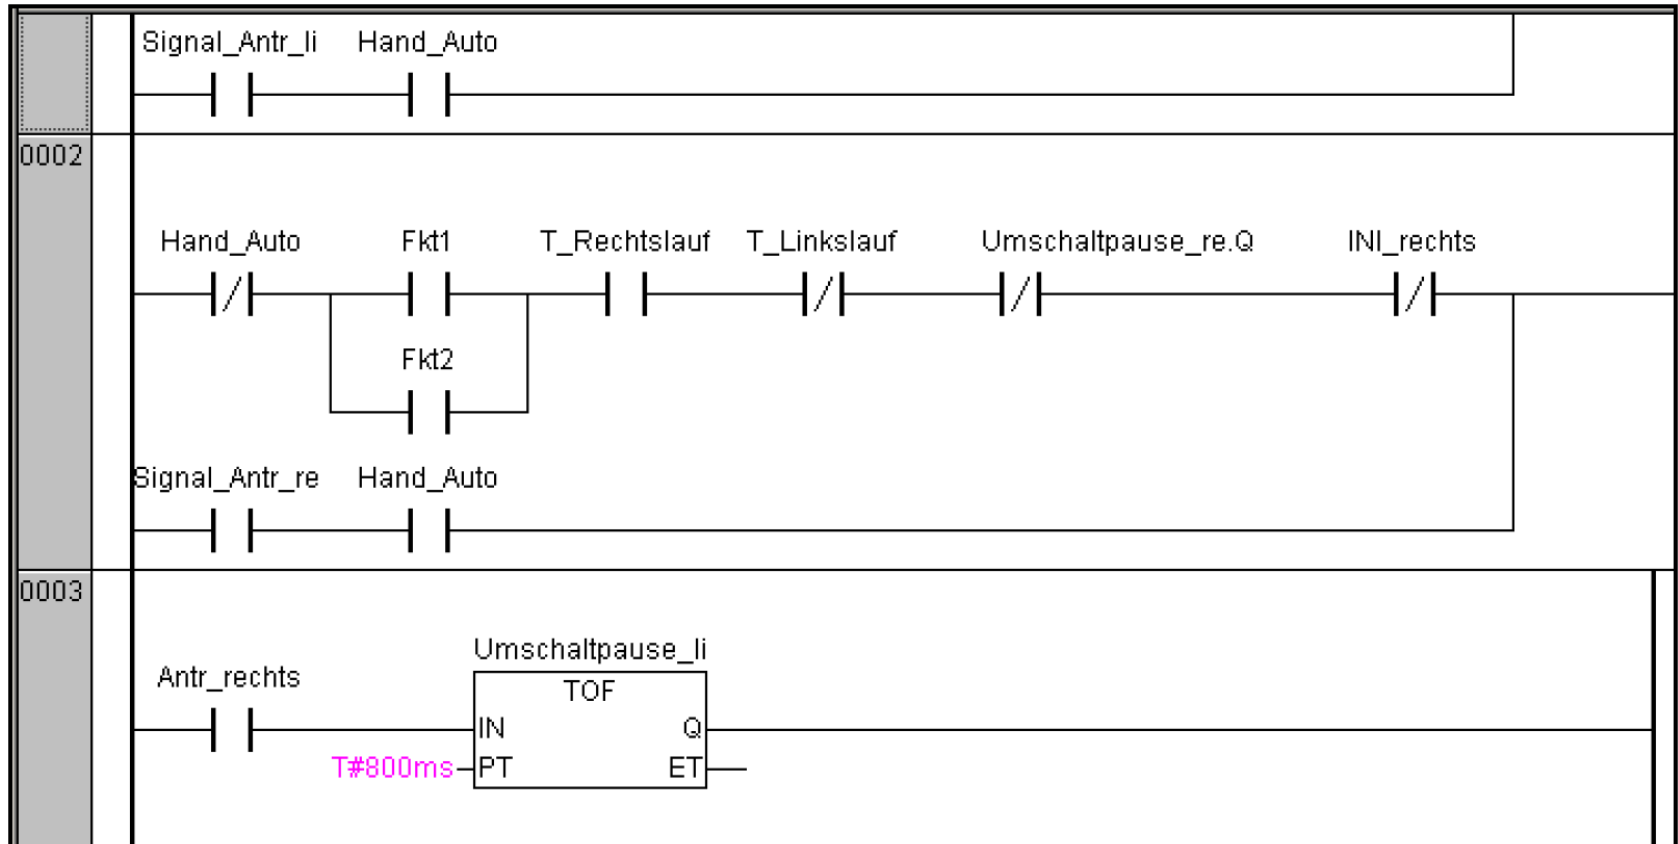 Signal_Antr_li Hand_Auto
0002
Hand_Auto Fkt1 T_Rechtslauf T_Linkslauf Umschaltpause_re.Q INI_rechts
Fkt2
Signal_Antr_re Hand_Auto
0003
Umschaltpause_li
Antr_rechts TOF
IN Q
T#800ms PT ET